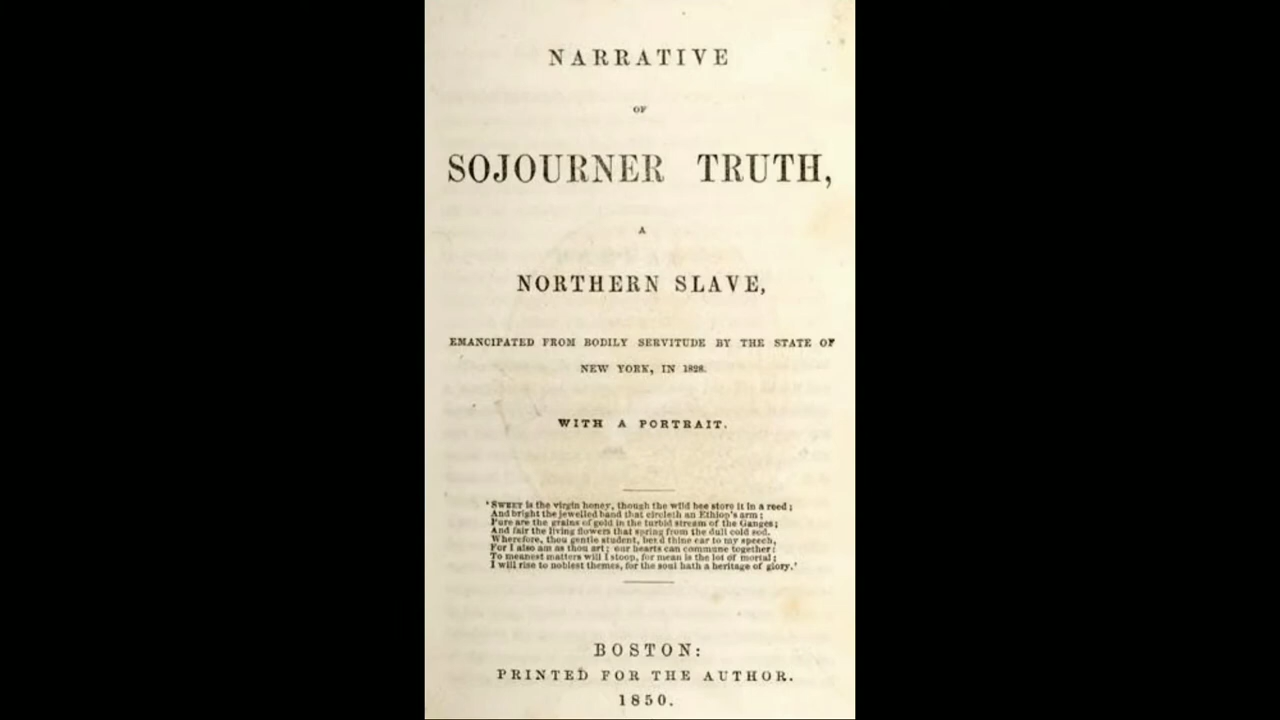 NARRATIVE
OF
SOJOURNER TRUTH,
A
NORTHERN SLAVE,
EMANCIPATED FROM BODILY SERVITUDE BY THE STATE OF
NEW YORK, IN 1828.
WITH A PORTRAIT.
'SWEET is the virgin honey, though the wild bee store it in a reed;
And bright the jewelled band that circleth an Ethiop's arm;
Pure are the grains of gold in the turbid stream of the Ganges;
And fair the living flowers that spring from the dull cold sod.
Wherefore, thou gentle student, bend thine ear to my speech,
For I also am as thou art; our hearts can commune together:
To meanest matters will I stoop, for mean is the lot of mortal;
I will rise to noblest themes, for the soul hath a heritage of glory.'
BOSTON:
PRINTED FOR THE AUTHOR.
1850.